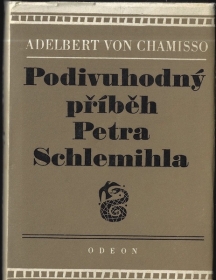 ADELBERT VON CHAMISSO
Podivuhodný
příběh
Petra
Schlemihla
ODEON